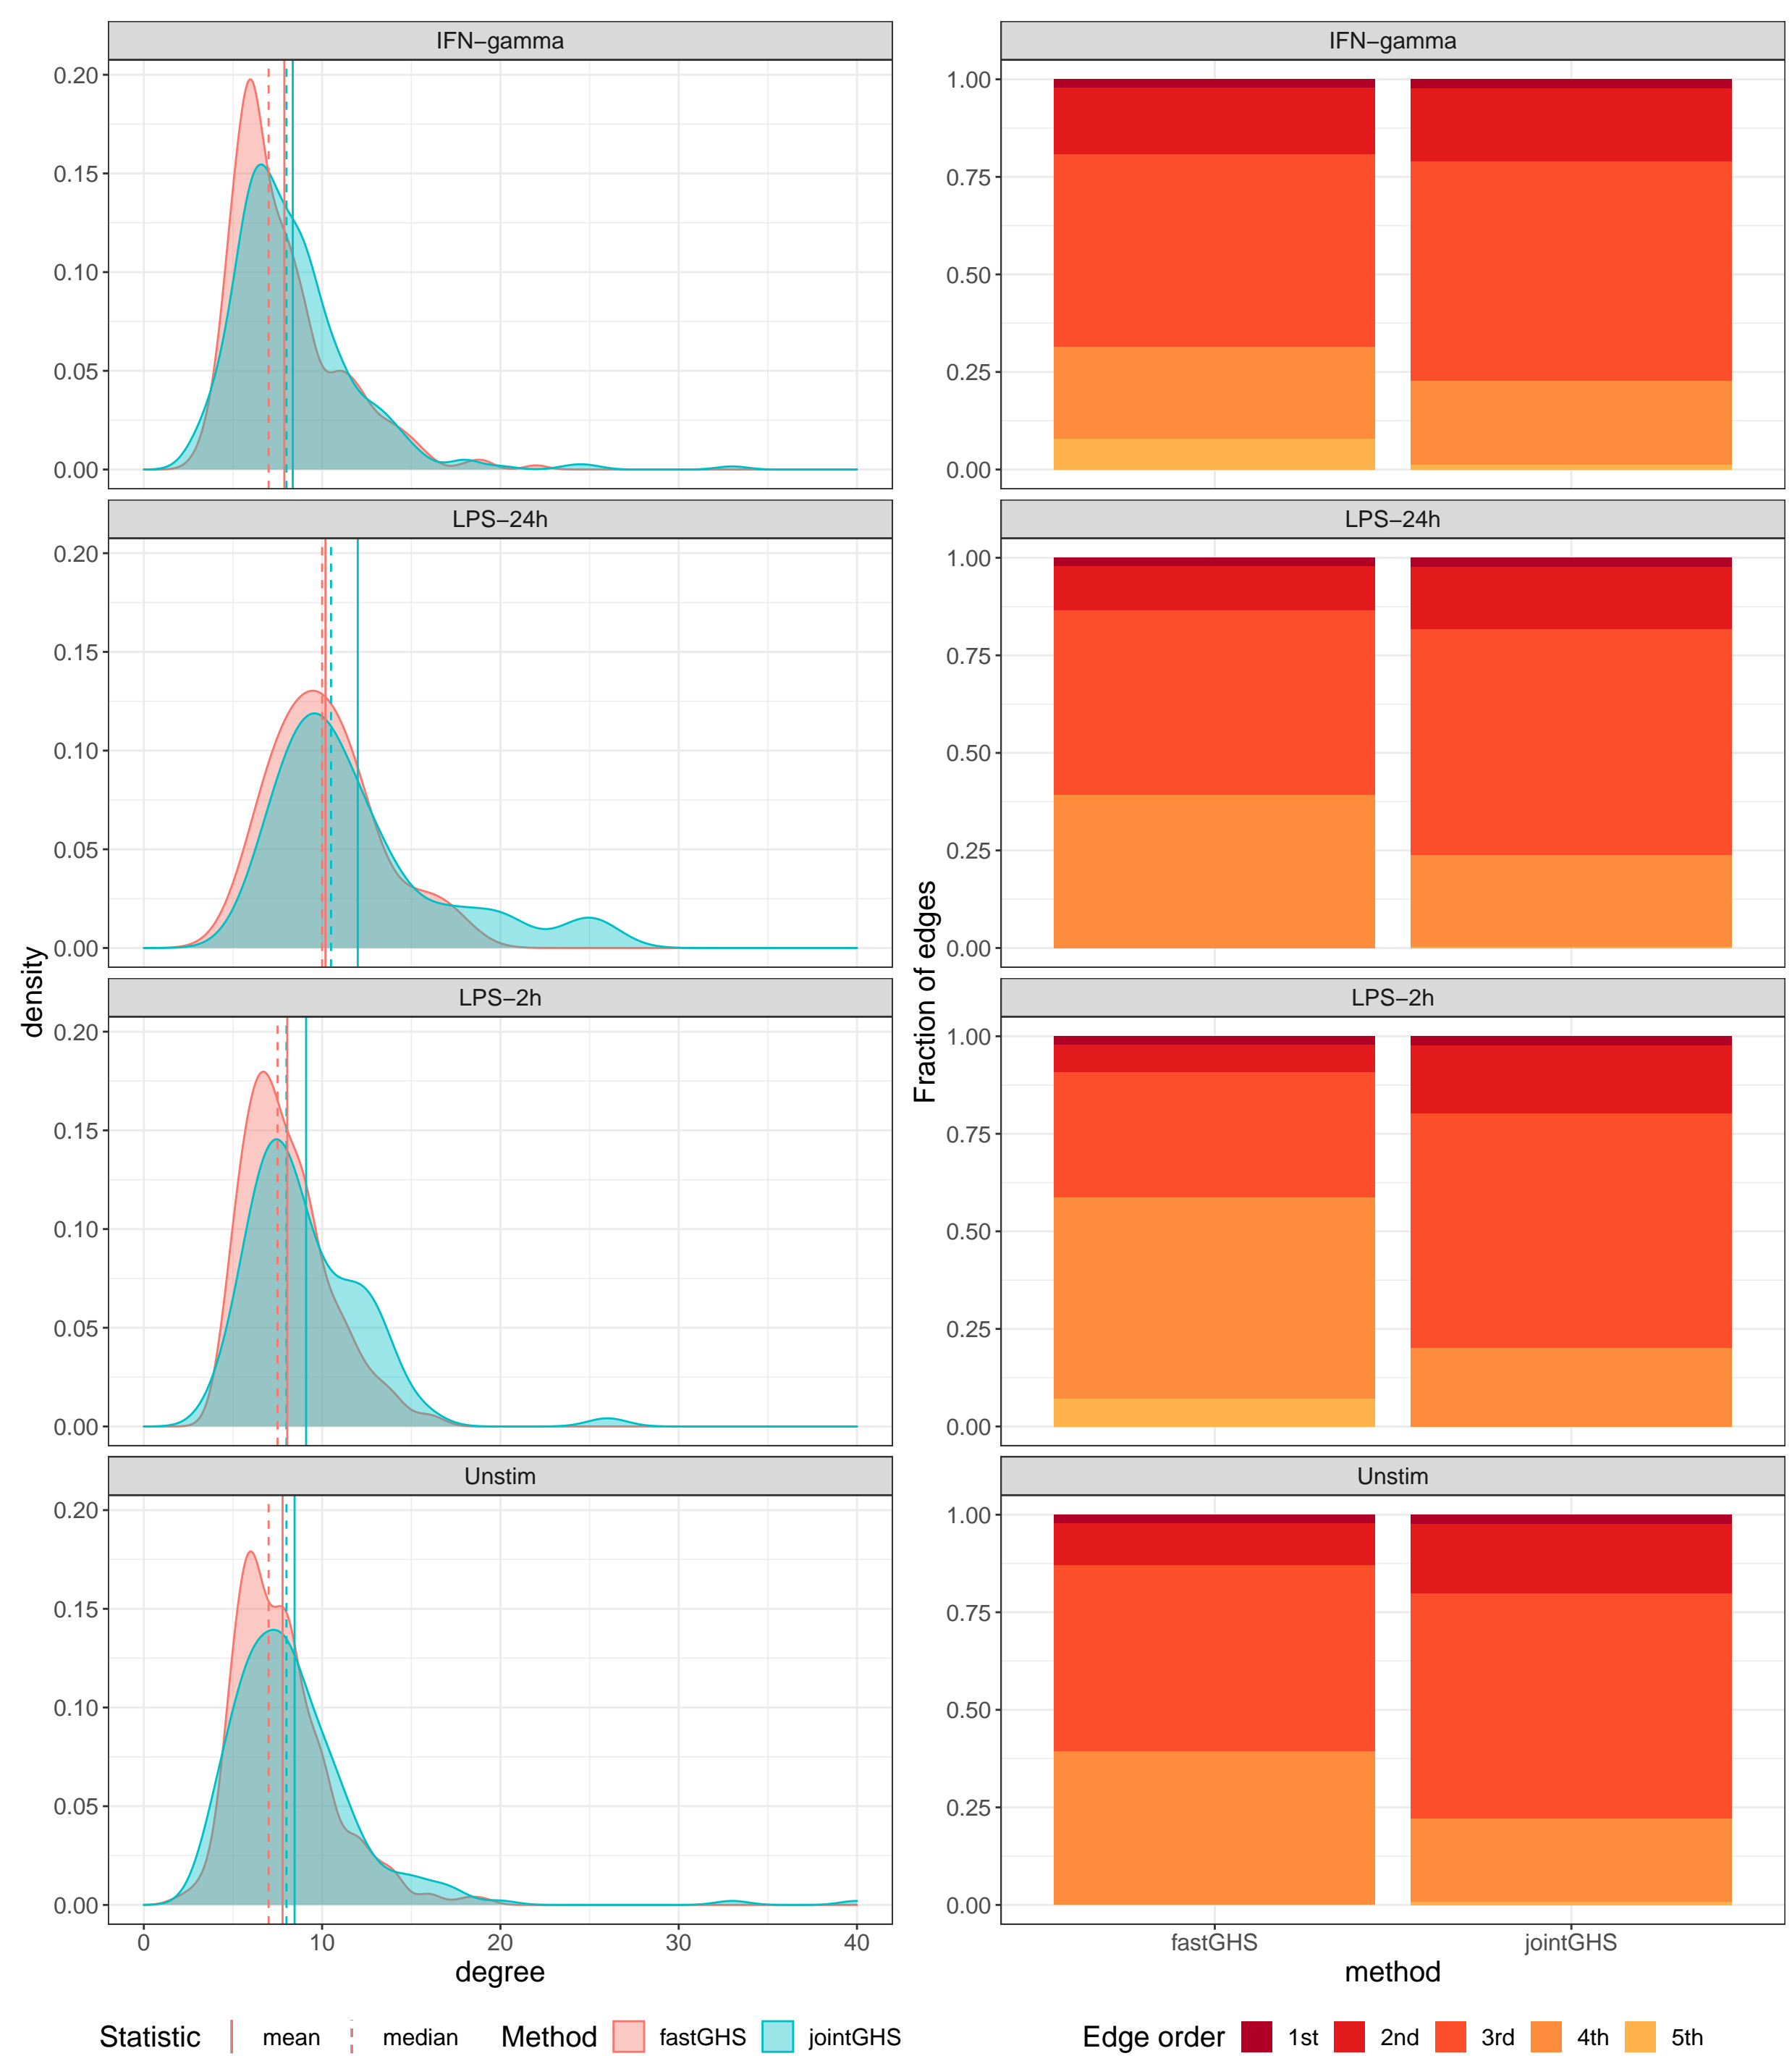 IFN−gamma
0.20
0.15
0.10
0.05
0.00
LPS−24h
0.20
0.15
0.10
0.05
0.00
LPS−2h
0.20
0.15
0.10
0.05
0.00
Unstim
0.20
0.15
0.10
0.05
0.00
0 10 20 30 40
degree
density
Statistic mean median Method fastGHS jointGHS
IFN−gamma
1.00
0.75
0.50
0.25
0.00
LPS−24h
1.00
0.75
0.50
0.25
0.00
LPS−2h
1.00
0.75
0.50
0.25
0.00
Unstim
1.00
0.75
0.50
0.25
0.00
fastGHS jointGHS
method
Fraction of edges
Edge order 1st 2nd 3rd 4th 5th